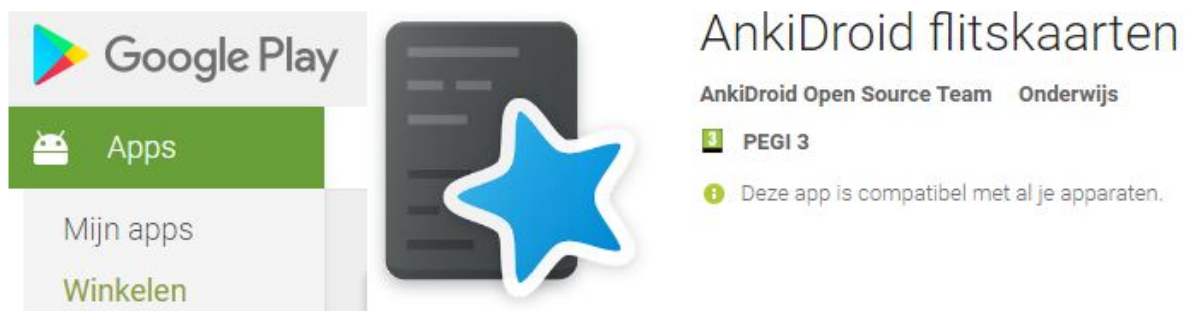 Google Play
Apps
Mijn apps
Winkelen
AnkiDroid flitskaarten
AnkiDroid Open Source Team Onderwijs
3 PEGI 3
Deze app is compatibel met al je apparaten.